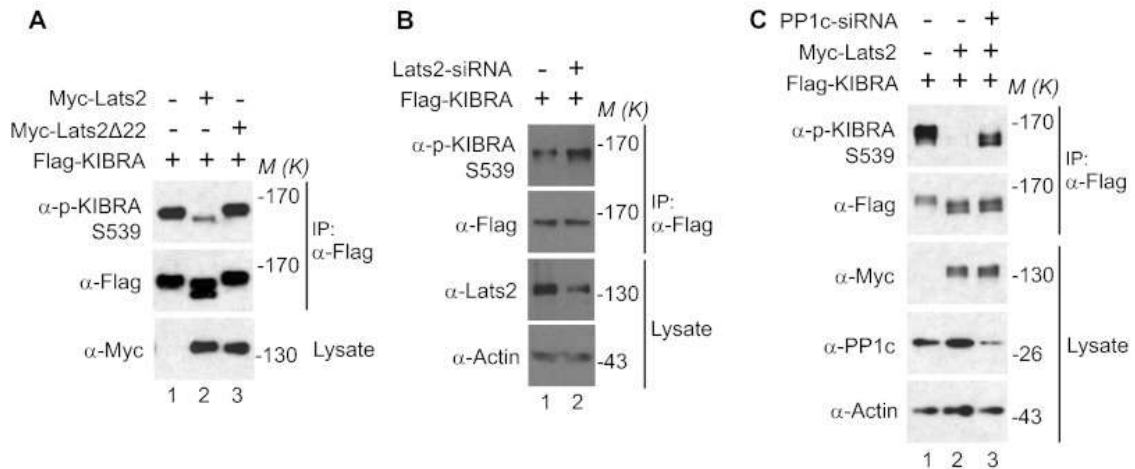 A
Myc-Lats2 - + -
Myc-Lats2Δ22 - - +
Flag-KIBRA + + + M (K)
α-p-KIBRA
S539
-170
α-Flag
-170
IP:
α-Flag
α-Myc
-130
Lysate
1 2 3
B
Lats2-siRNA - +
Flag-KIBRA + + M (K)
α-p-KIBRA
S539
-170
α-Flag
-170
IP:
α-Flag
α-Lats2
-130
α-Actin
-43
Lysate
1 2
C
PP1c-siRNA - - +
Myc-Lats2 - + +
Flag-KIBRA + + + M (K)
α-p-KIBRA
S539
-170
α-Flag
-170
IP:
α-Flag
α-Myc
-130
α-PP1c
-26
α-Actin
-43
Lysate
1 2 3